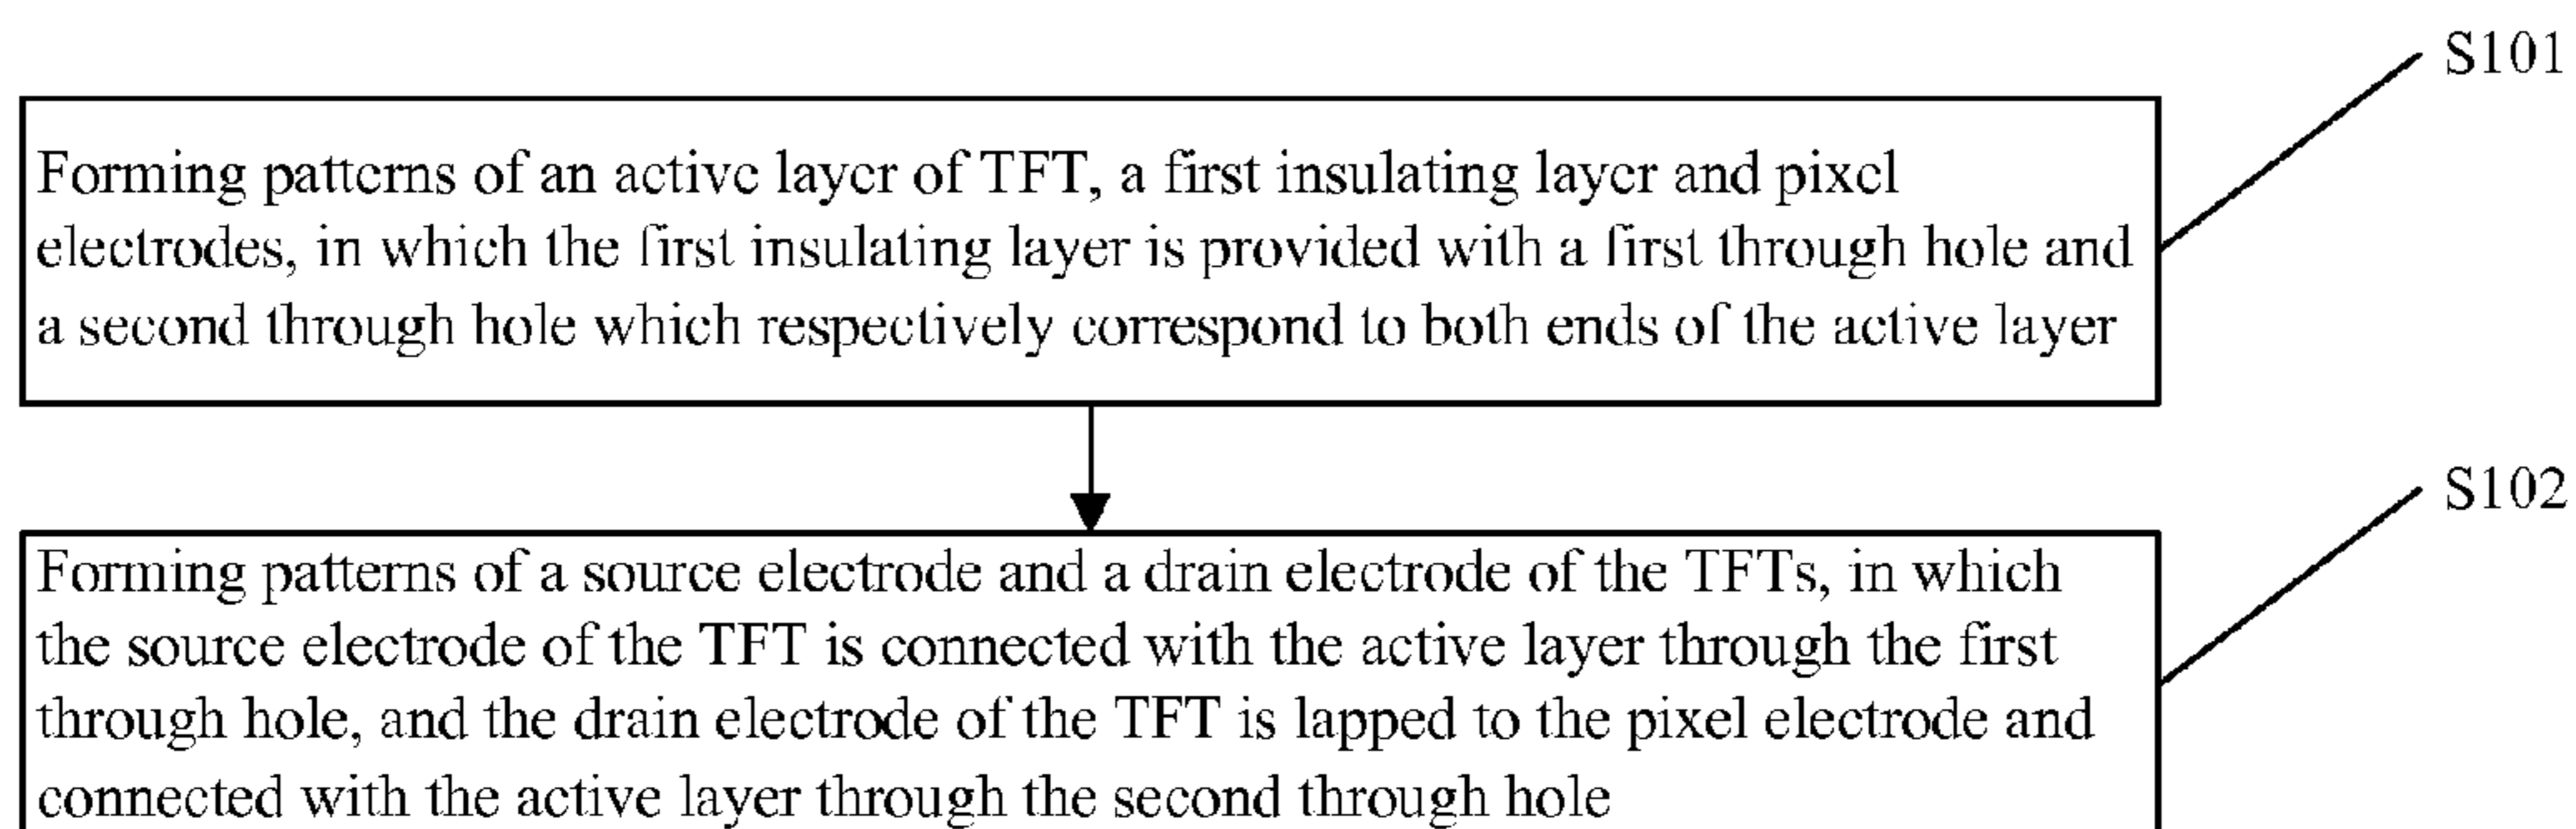 S101
Forming patterns of an active layer of TFT, a first insulating layer and pixel
electrodes, in which the first insulating layer is provided with a first through hole and
a second through hole which respectively correspond to both ends of the active layer
S102
Forming patterns of a source electrode and a drain electrode of the TFTs, in which
the source electrode of the TFT is connected with the active layer through the first
through hole, and the drain electrode of the TFT is lapped to the pixel electrode and
connected with the active layer through the second through hole